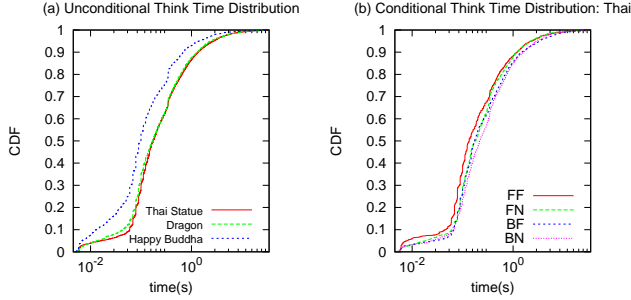 (a) Unconditional Think Time Distribution
1
0.9
0.8
0.7
0.6
0.5
0.4
0.3
0.2
0.1
0
CDF
10^-2
10^0
time(s)
Thai Statue
Dragon
Happy Buddha
(b) Conditional Think Time Distribution: Thai
1
0.9
0.8
0.7
0.6
0.5
0.4
0.3
0.2
0.1
0
CDF
10^-2
10^0
time(s)
FF
FN
BF
BN